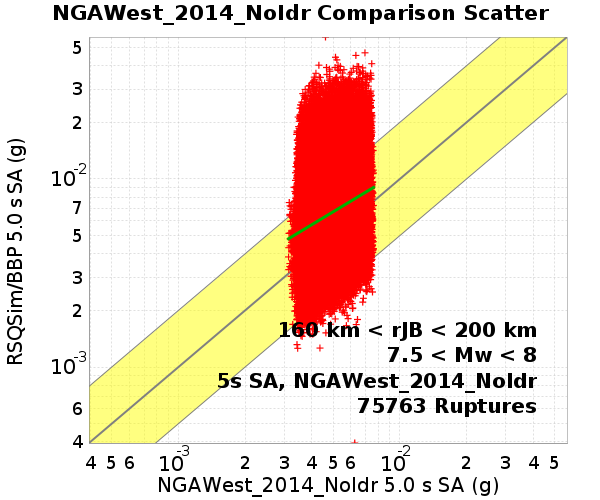 NGAWest_2014_NoIdr Comparison Scatter
5
3
2
10-2
7
5
3
2
10-3
6
4
RSQSim/BBP 5.0 s SA (g)
160 km < rJB < 200 km
7.5 < Mw < 8
5s SA, NGAWest_2014_NoIdr
75763 Ruptures
4 5 6 10-3 2 3 4 5 6 10-2 2 3 4 5
NGAWest_2014_NoIdr 5.0 s SA (g)